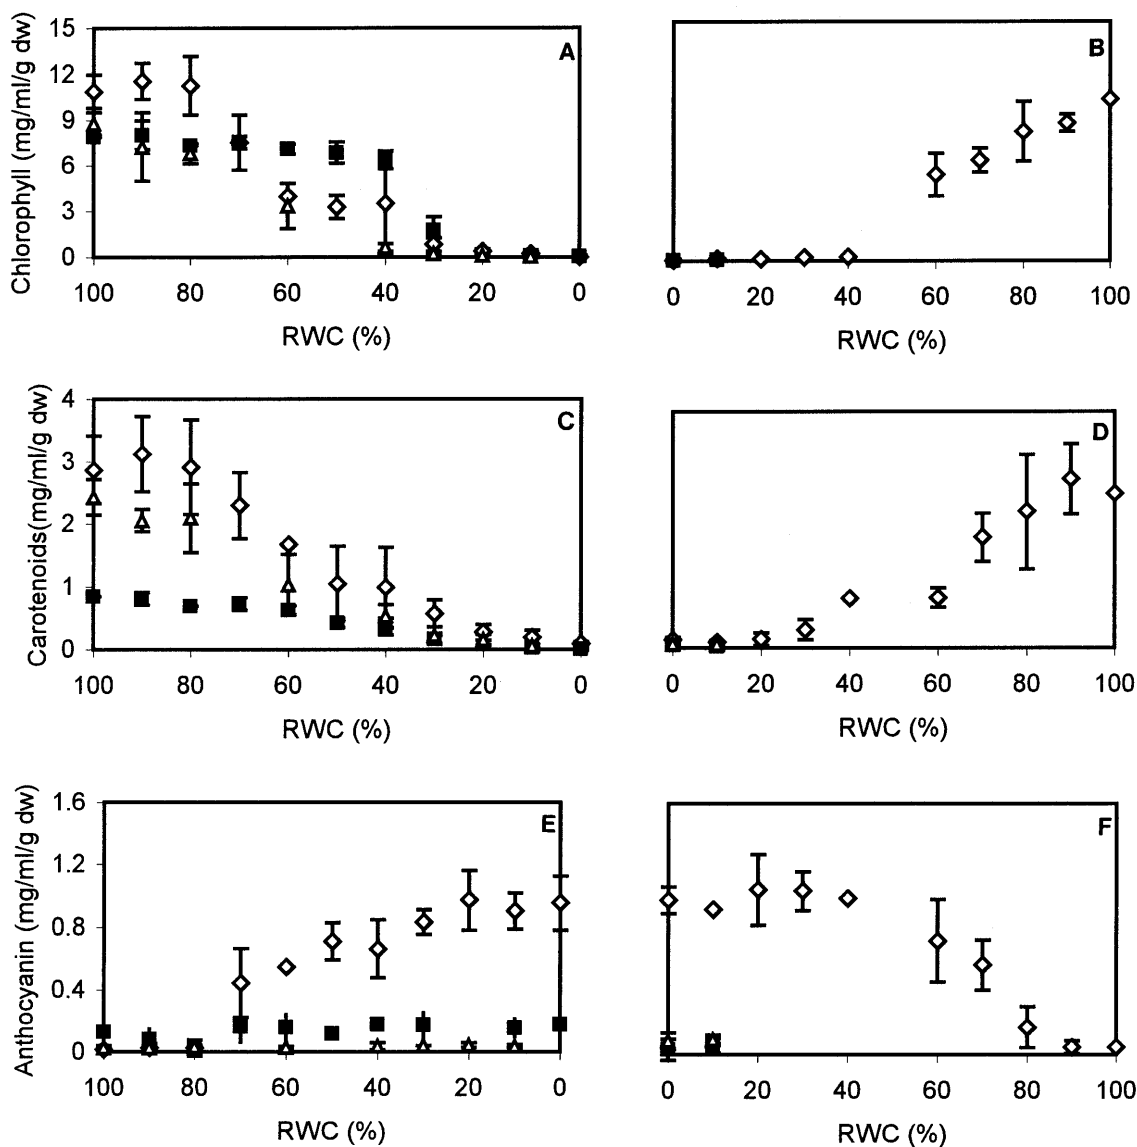 A
Chlorophyll (mg/ml/g dw)
15
12
9
6
3
0
100 80 60 40 20 0
RWC (%)
B
0 20 40 60 80 100
RWC (%)
C
Carotenoids(mg/ml/g dw)
4
3
2
1
0
100 80 60 40 20 0
RWC (%)
D
0 20 40 60 80 100
RWC (%)
E
Anthocyanin (mg/ml/g dw)
1.6
1.2
0.8
0.4
0
100 80 60 40 20 0
RWC (%)
F
0 20 40 60 80 100
RWC (%)